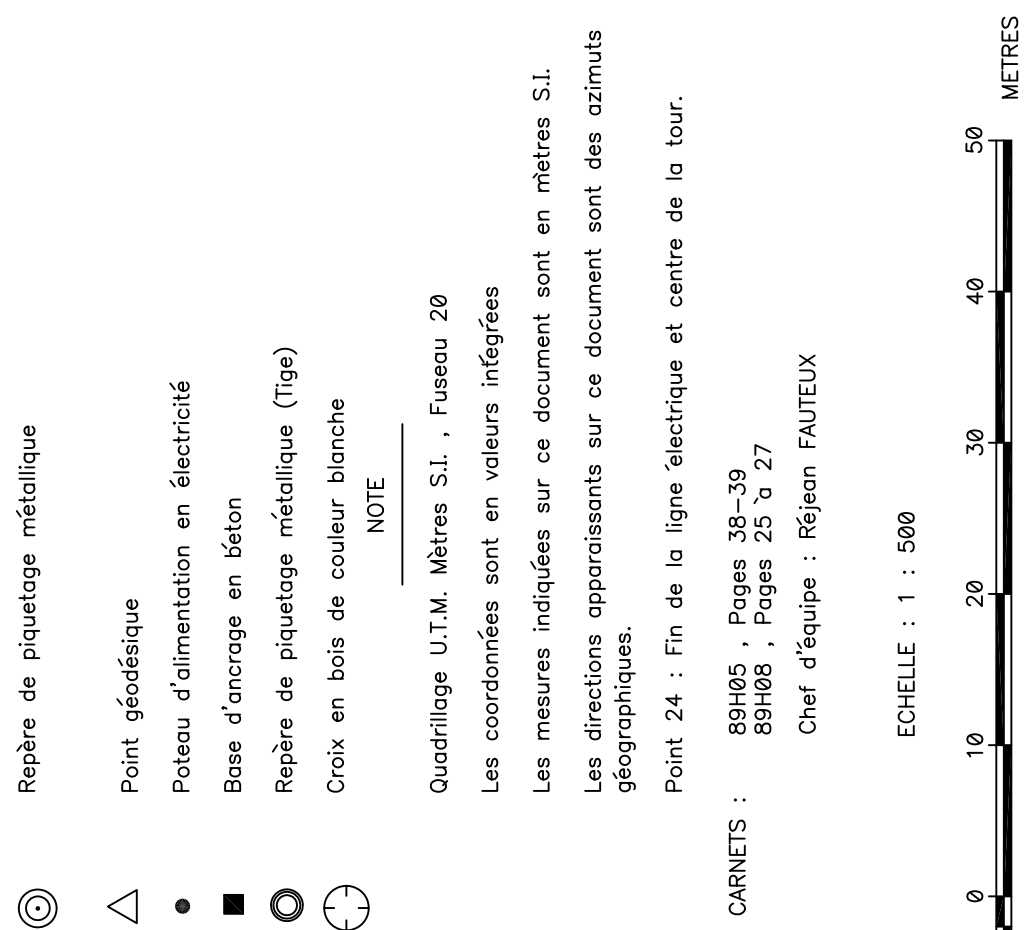 Repère de piquetage métallique
Point géodésique
Poteau d'alimentation en électricité
Base d'ancrage en béton
Repère de piquetage métallique (Tige)
Croix en bois de couleur blanche
NOTE
Quadrillage U.T.M. Mètres S.I. , Fuseau 20
Les coordonnées sont en valeurs intégrées
Les mesures indiquées sur ce document sont en mètres S.I.
Les directions apparaissants sur ce document sont des azimuts
géographiques.
Point 24 : Fin de la ligne électrique et centre de la tour.
CARNETS : 89H05 , Pages 38-39
89H08 , Pages 25 à 27
Chef d'équipe : Réjean FAUTEUX
ECHELLE : 1 : 500
0 10 20 30 40 50 METRES